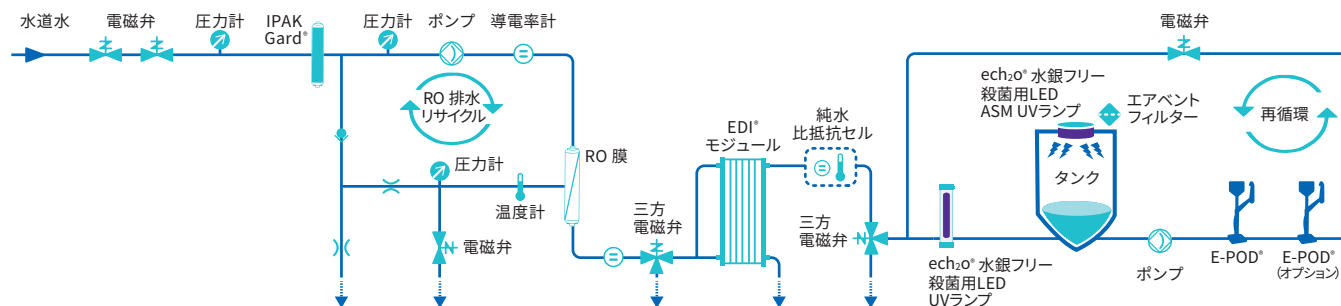 水道水
電磁弁
圧力計
IPAK
Gard®
圧力計
ポンプ
導電率計
RO 排水
リサイクル
圧力計
温度計
電磁弁
RO 膜
三方
電磁弁
EDI®
モジュール
純水
比抵抗セル
三方
電磁弁
ech₂o® 水銀フリー
殺菌用LED
UVランプ
ech₂o® 水銀フリー
殺菌用LED
ASM UVランプ
エアベント
フィルター
タンク
電磁弁
再循環
ポンプ
E-POD®
E-POD®
(オプション)